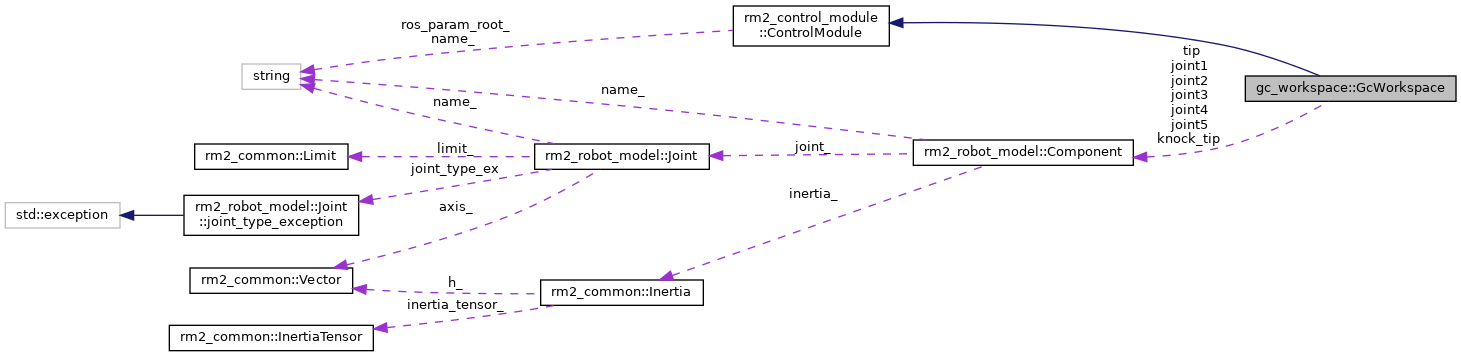 rm2_control_module
::ControlModule
ros_param_root_
name_
string
tip
joint1
joint2
joint3
joint4
joint5
knock_tip
gc_workspace::GcWorkspace
name_
name_
rm2_common::Limit
limit_
rm2_robot_model::Joint
joint_
rm2_robot_model::Component
joint_type_ex
inertia_
std::exception
rm2_robot_model::Joint
::joint_type_exception
axis_
rm2_common::Vector
h_
rm2_common::Inertia
inertia_tensor_
rm2_common::InertiaTensor